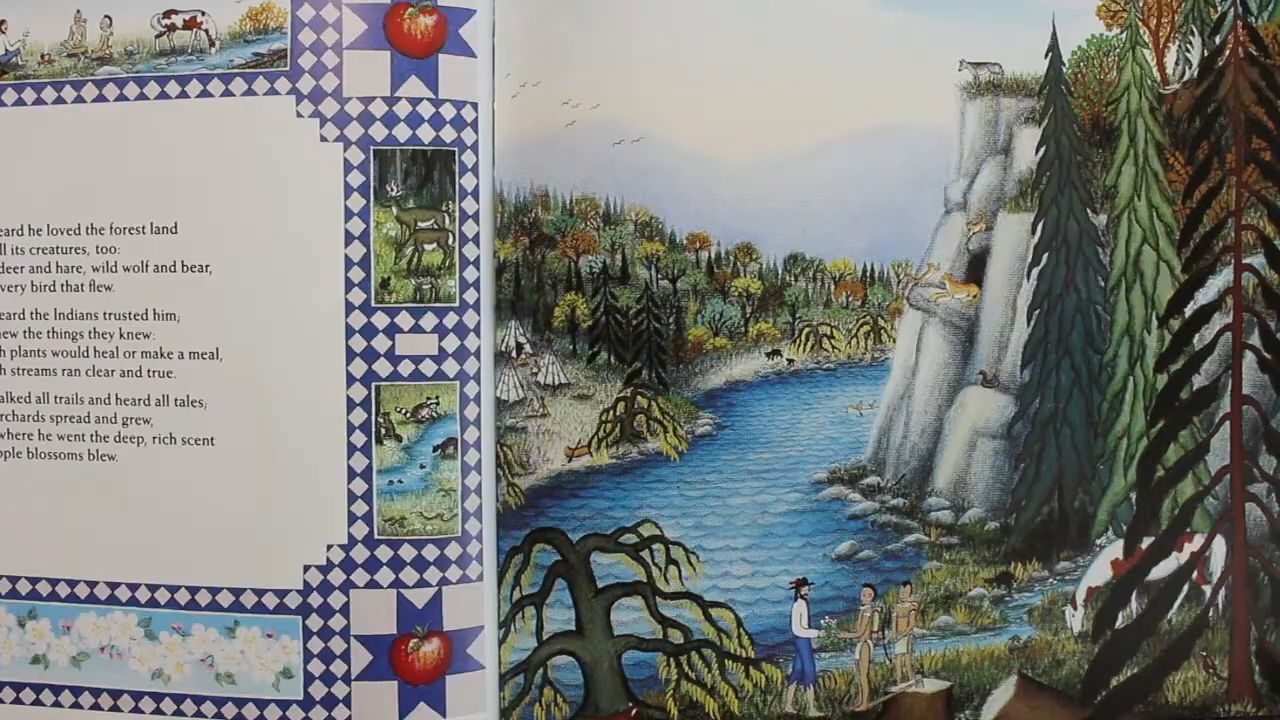 eard he loved the forest land
ll its creatures, too:
deer and hare, wild wolf and bear,
very bird that flew.
eard the Indians trusted him;
new the things they knew:
h plants would heal or make a meal,
h streams ran clear and true.
alked all trails and heard all tales;
rchards spread and grew,
where he went the deep, rich scent
ple blossoms blew.